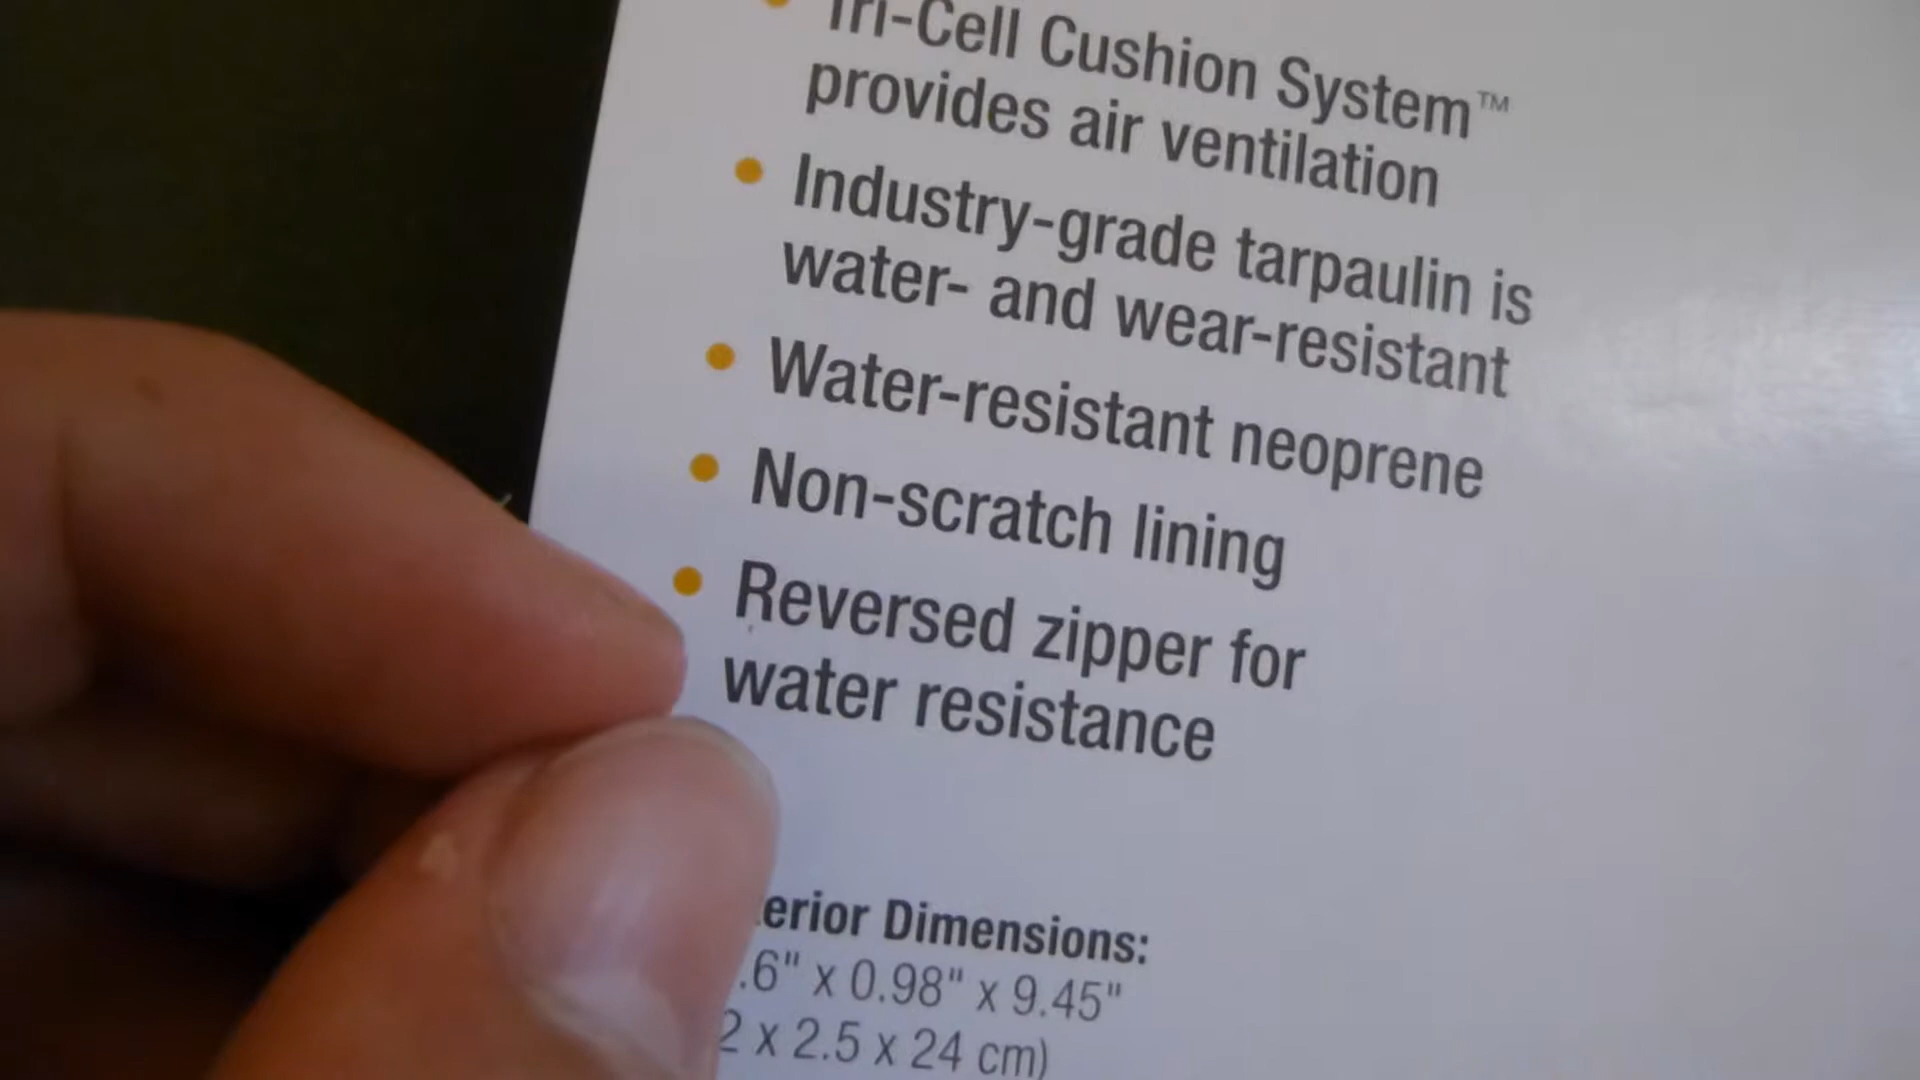 Tri-Cell Cushion System™
provides air ventilation
Industry-grade tarpaulin is
water- and wear-resistant
Water-resistant neoprene
Non-scratch lining
Reversed zipper for
water resistance
Dimensions:
.6" x 0.98" x 9.45"
2 x 2.5 x 24 cm)